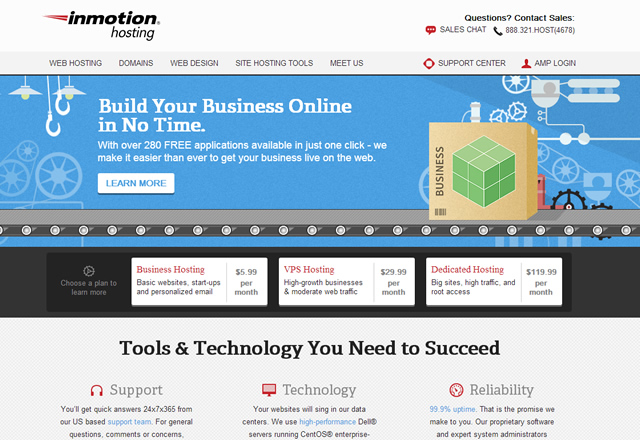 inmotion
hosting
Questions? Contact Sales:
SALES CHAT 888.321.HOST(4678)
WEB HOSTING DOMAINS WEB DESIGN SITE HOSTING TOOLS MEET US SUPPORT CENTER AMP LOGIN
Build Your Business Online
in No Time.
With over 280 FREE applications available in just one click - we
make it easier than ever to get your business live on the web.
LEARN MORE
BUSINESS
Choose a plan to
learn more
Business Hosting
Basic websites, start-ups
and personalized email
$5.99
per
month
VPS Hosting
High-growth businesses
& moderate web traffic
$29.99
per
month
Dedicated Hosting
Big sites, high traffic, and
root access
$119.99
per
month
Tools & Technology You Need to Succeed
Support
You'll get quick answers 24x7x365 from
our US based support team. For general
questions, comments or concerns,
Technology
Your websites will sing in our data
centers. We use high-performance Dell®
servers running CentOS® enterprise-
Reliability
99.9% uptime. That is the promise we
make to you. Our proprietary software
and expert system administrators